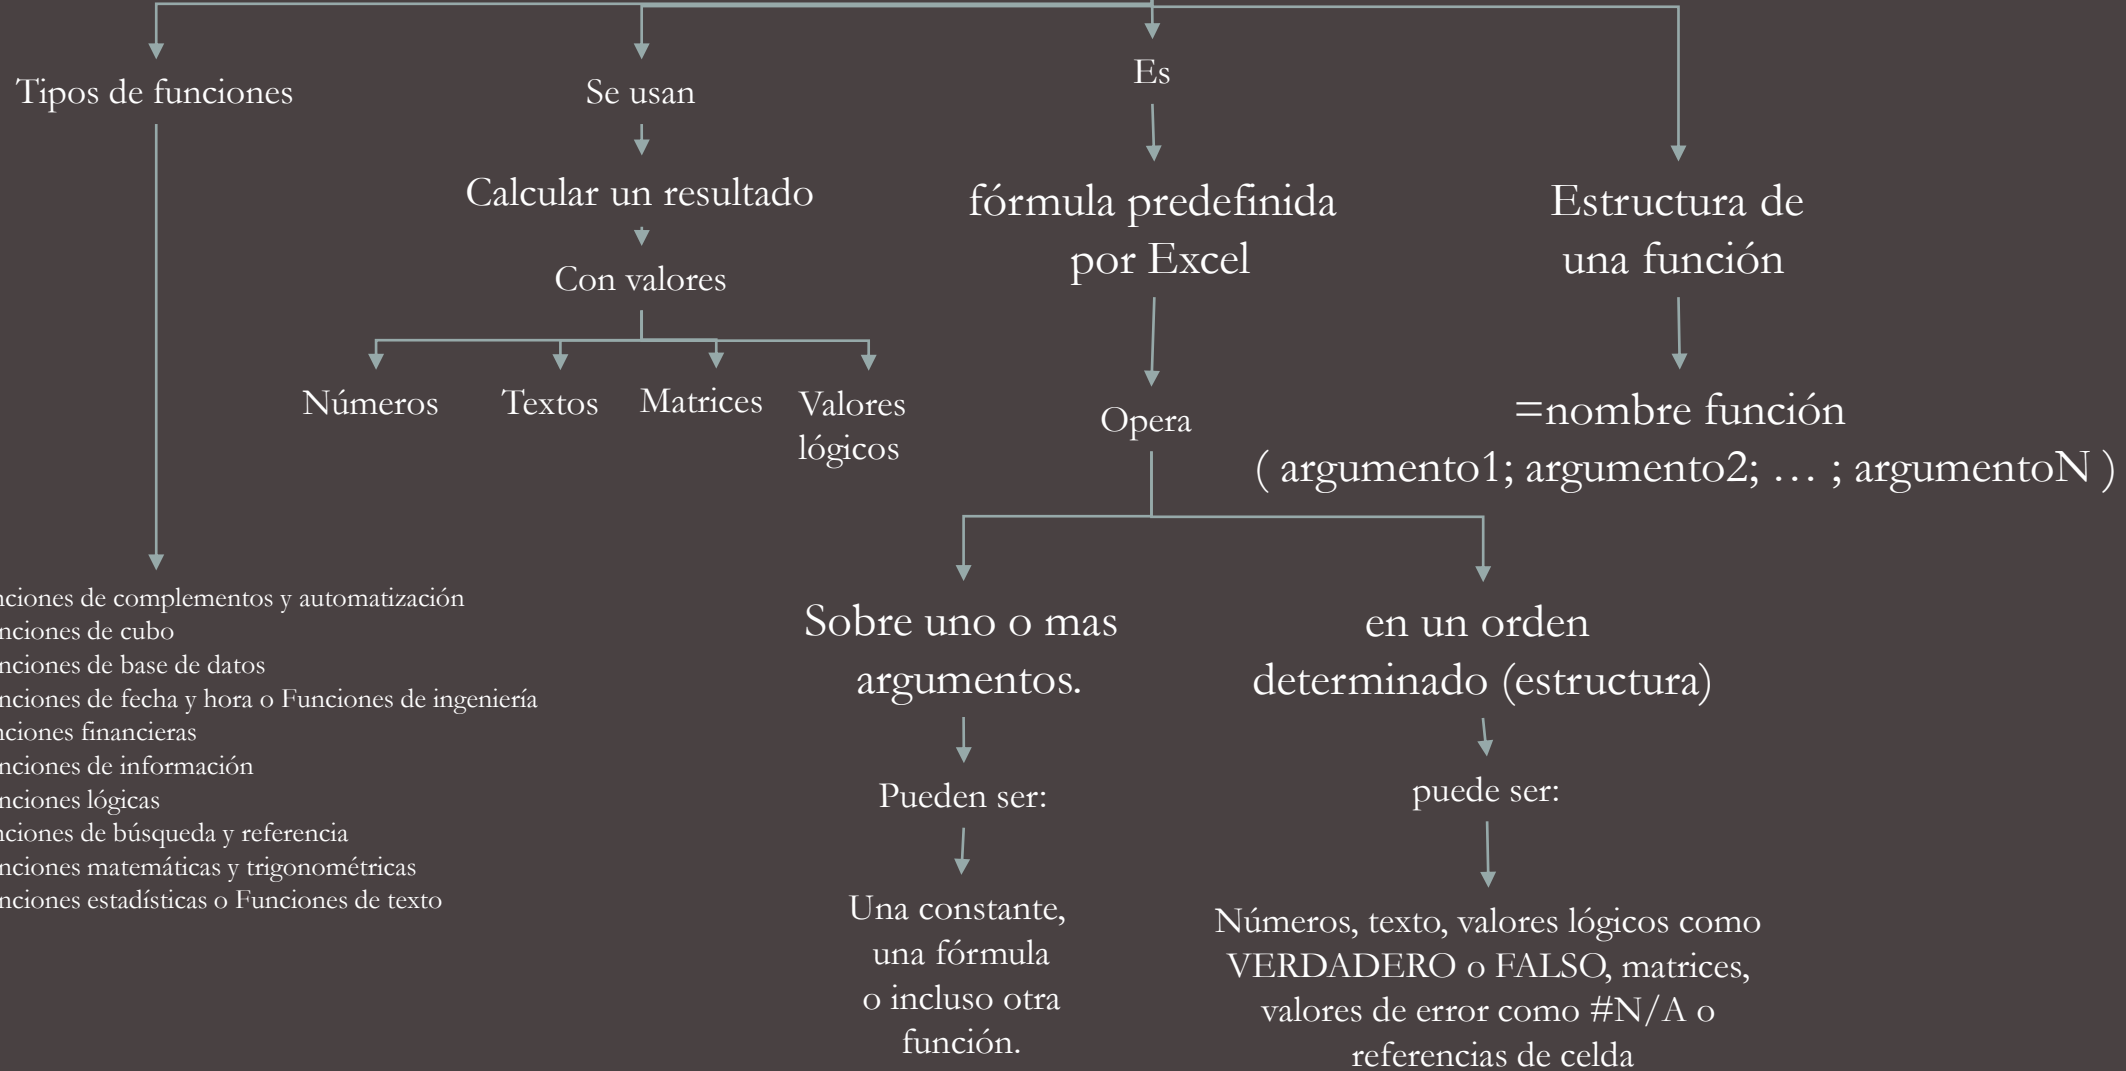 Tipos de funciones
nciones de complementos y automatización
nciones de cubo
nciones de base de datos
nciones de fecha y hora o Funciones de ingeniería
nciones financieras
nciones de información
nciones lógicas
nciones de búsqueda y referencia
nciones matemáticas y trigonométricas
nciones estadísticas o Funciones de texto
Se usan
Calcular un resultado
Con valores
Números
Textos
Matrices
Valores
lógicos
Es
fórmula predefinida
por Excel
Opera
Sobre uno o mas
argumentos.
Pueden ser:
Una constante,
una fórmula
o incluso otra
función.
en un orden
determinado (estructura)
puede ser:
Números, texto, valores lógicos como
VERDADERO o FALSO, matrices,
valores de error como #N/A o
referencias de celda
Estructura de
una función
=nombre función
( argumento1; argumento2; … ; argumentoN )